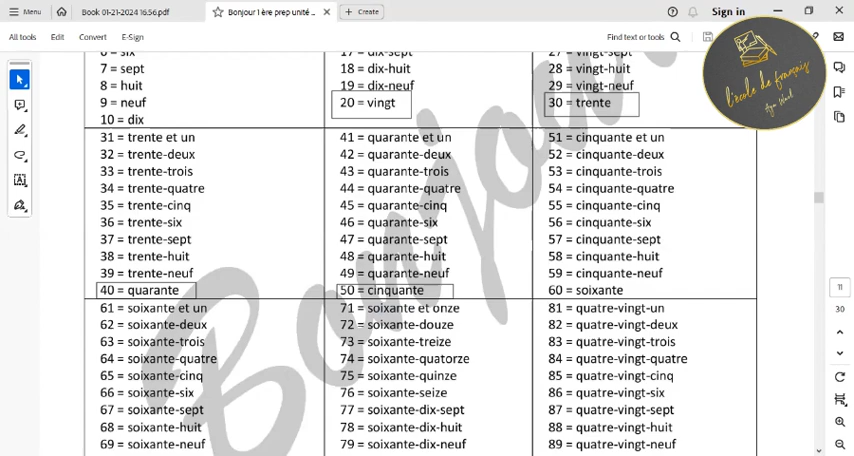 Menu
Book 01-21-2024 16.56.pdf
Bonjour 1 ère prep unité ...
Create
Sign in
All tools
Edit
Convert
E-Sign
Find text or tools
l'école de français
6 = six
7 = sept
8 = huit
9 = neuf
10 = dix
17 = dix-sept
18 = dix-huit
19 = dix-neuf
20 = vingt
27 = vingt-sept
28 = vingt-huit
29 = vingt-neuf
30 = trente
31 = trente et un
32 = trente-deux
33 = trente-trois
34 = trente-quatre
35 = trente-cinq
36 = trente-six
37 = trente-sept
38 = trente-huit
39 = trente-neuf
40 = quarante
41 = quarante et un
42 = quarante-deux
43 = quarante-trois
44 = quarante-quatre
45 = quarante-cinq
46 = quarante-six
47 = quarante-sept
48 = quarante-huit
49 = quarante-neuf
50 = cinquante
51 = cinquante et un
52 = cinquante-deux
53 = cinquante-trois
54 = cinquante-quatre
55 = cinquante-cinq
56 = cinquante-six
57 = cinquante-sept
58 = cinquante-huit
59 = cinquante-neuf
60 = soixante
61 = soixante et un
62 = soixante-deux
63 = soixante-trois
64 = soixante-quatre
65 = soixante-cinq
66 = soixante-six
67 = soixante-sept
68 = soixante-huit
69 = soixante-neuf
71 = soixante et onze
72 = soixante-douze
73 = soixante-treize
74 = soixante-quatorze
75 = soixante-quinze
76 = soixante-seize
77 = soixante-dix-sept
78 = soixante-dix-huit
79 = soixante-dix-neuf
81 = quatre-vingt-un
82 = quatre-vingt-deux
83 = quatre-vingt-trois
84 = quatre-vingt-quatre
85 = quatre-vingt-cinq
86 = quatre-vingt-six
87 = quatre-vingt-sept
88 = quatre-vingt-huit
89 = quatre-vingt-neuf
Bonjour
11
30